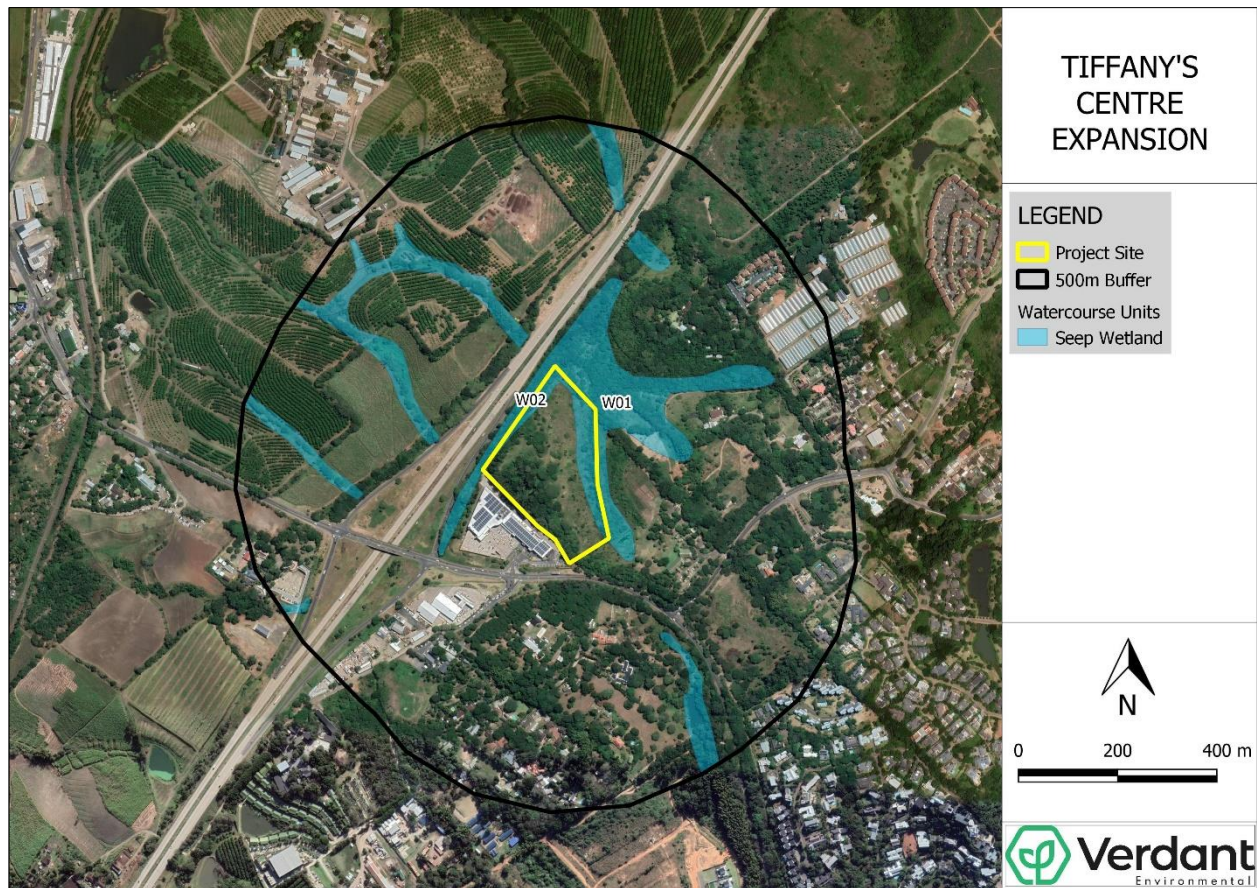 TIFFANY'S
CENTRE
EXPANSION
LEGEND
Project Site
500m Buffer
Watercourse Units
Seep Wetland
W02
W01
N
0 200 400 m
Verdant
Environmental